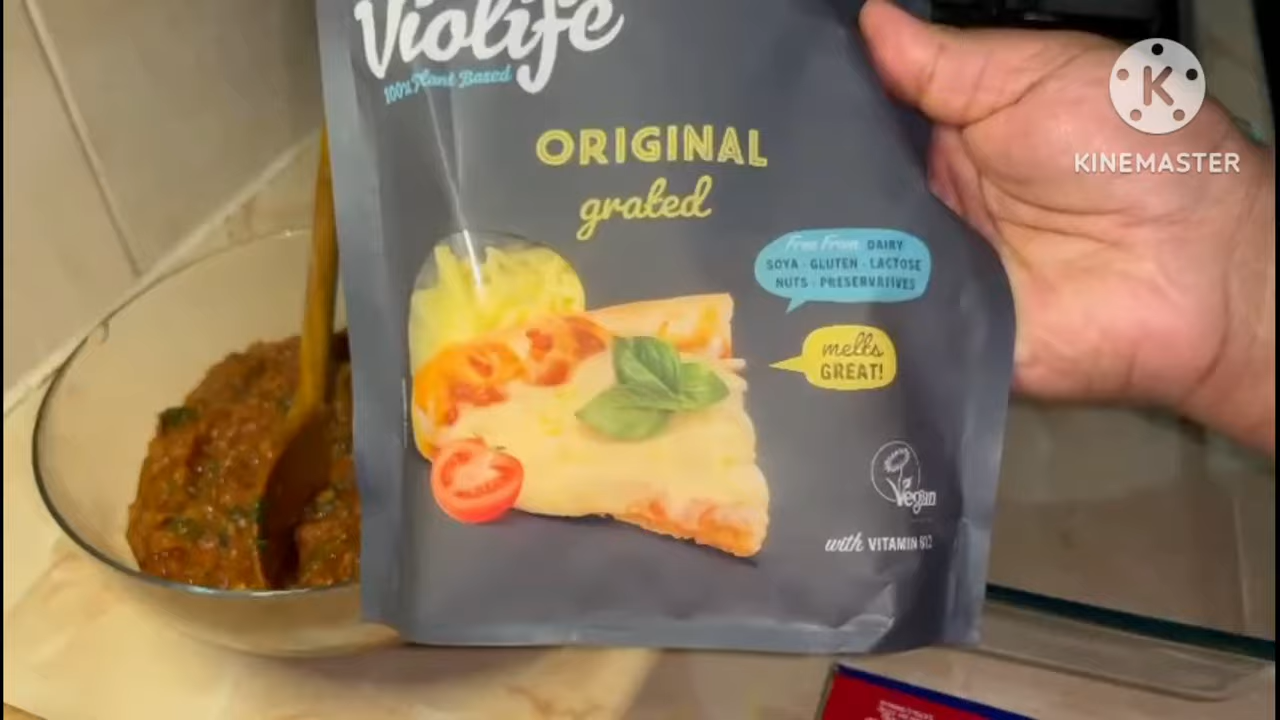 Violife
100% Plant Based
ORIGINAL
grated
Free From DAIRY
SOYA · GLUTEN · LACTOSE
NUTS · PRESERVATIVES
melts
GREAT!
Vegan
with VITAMIN B12
K
KINEMASTER